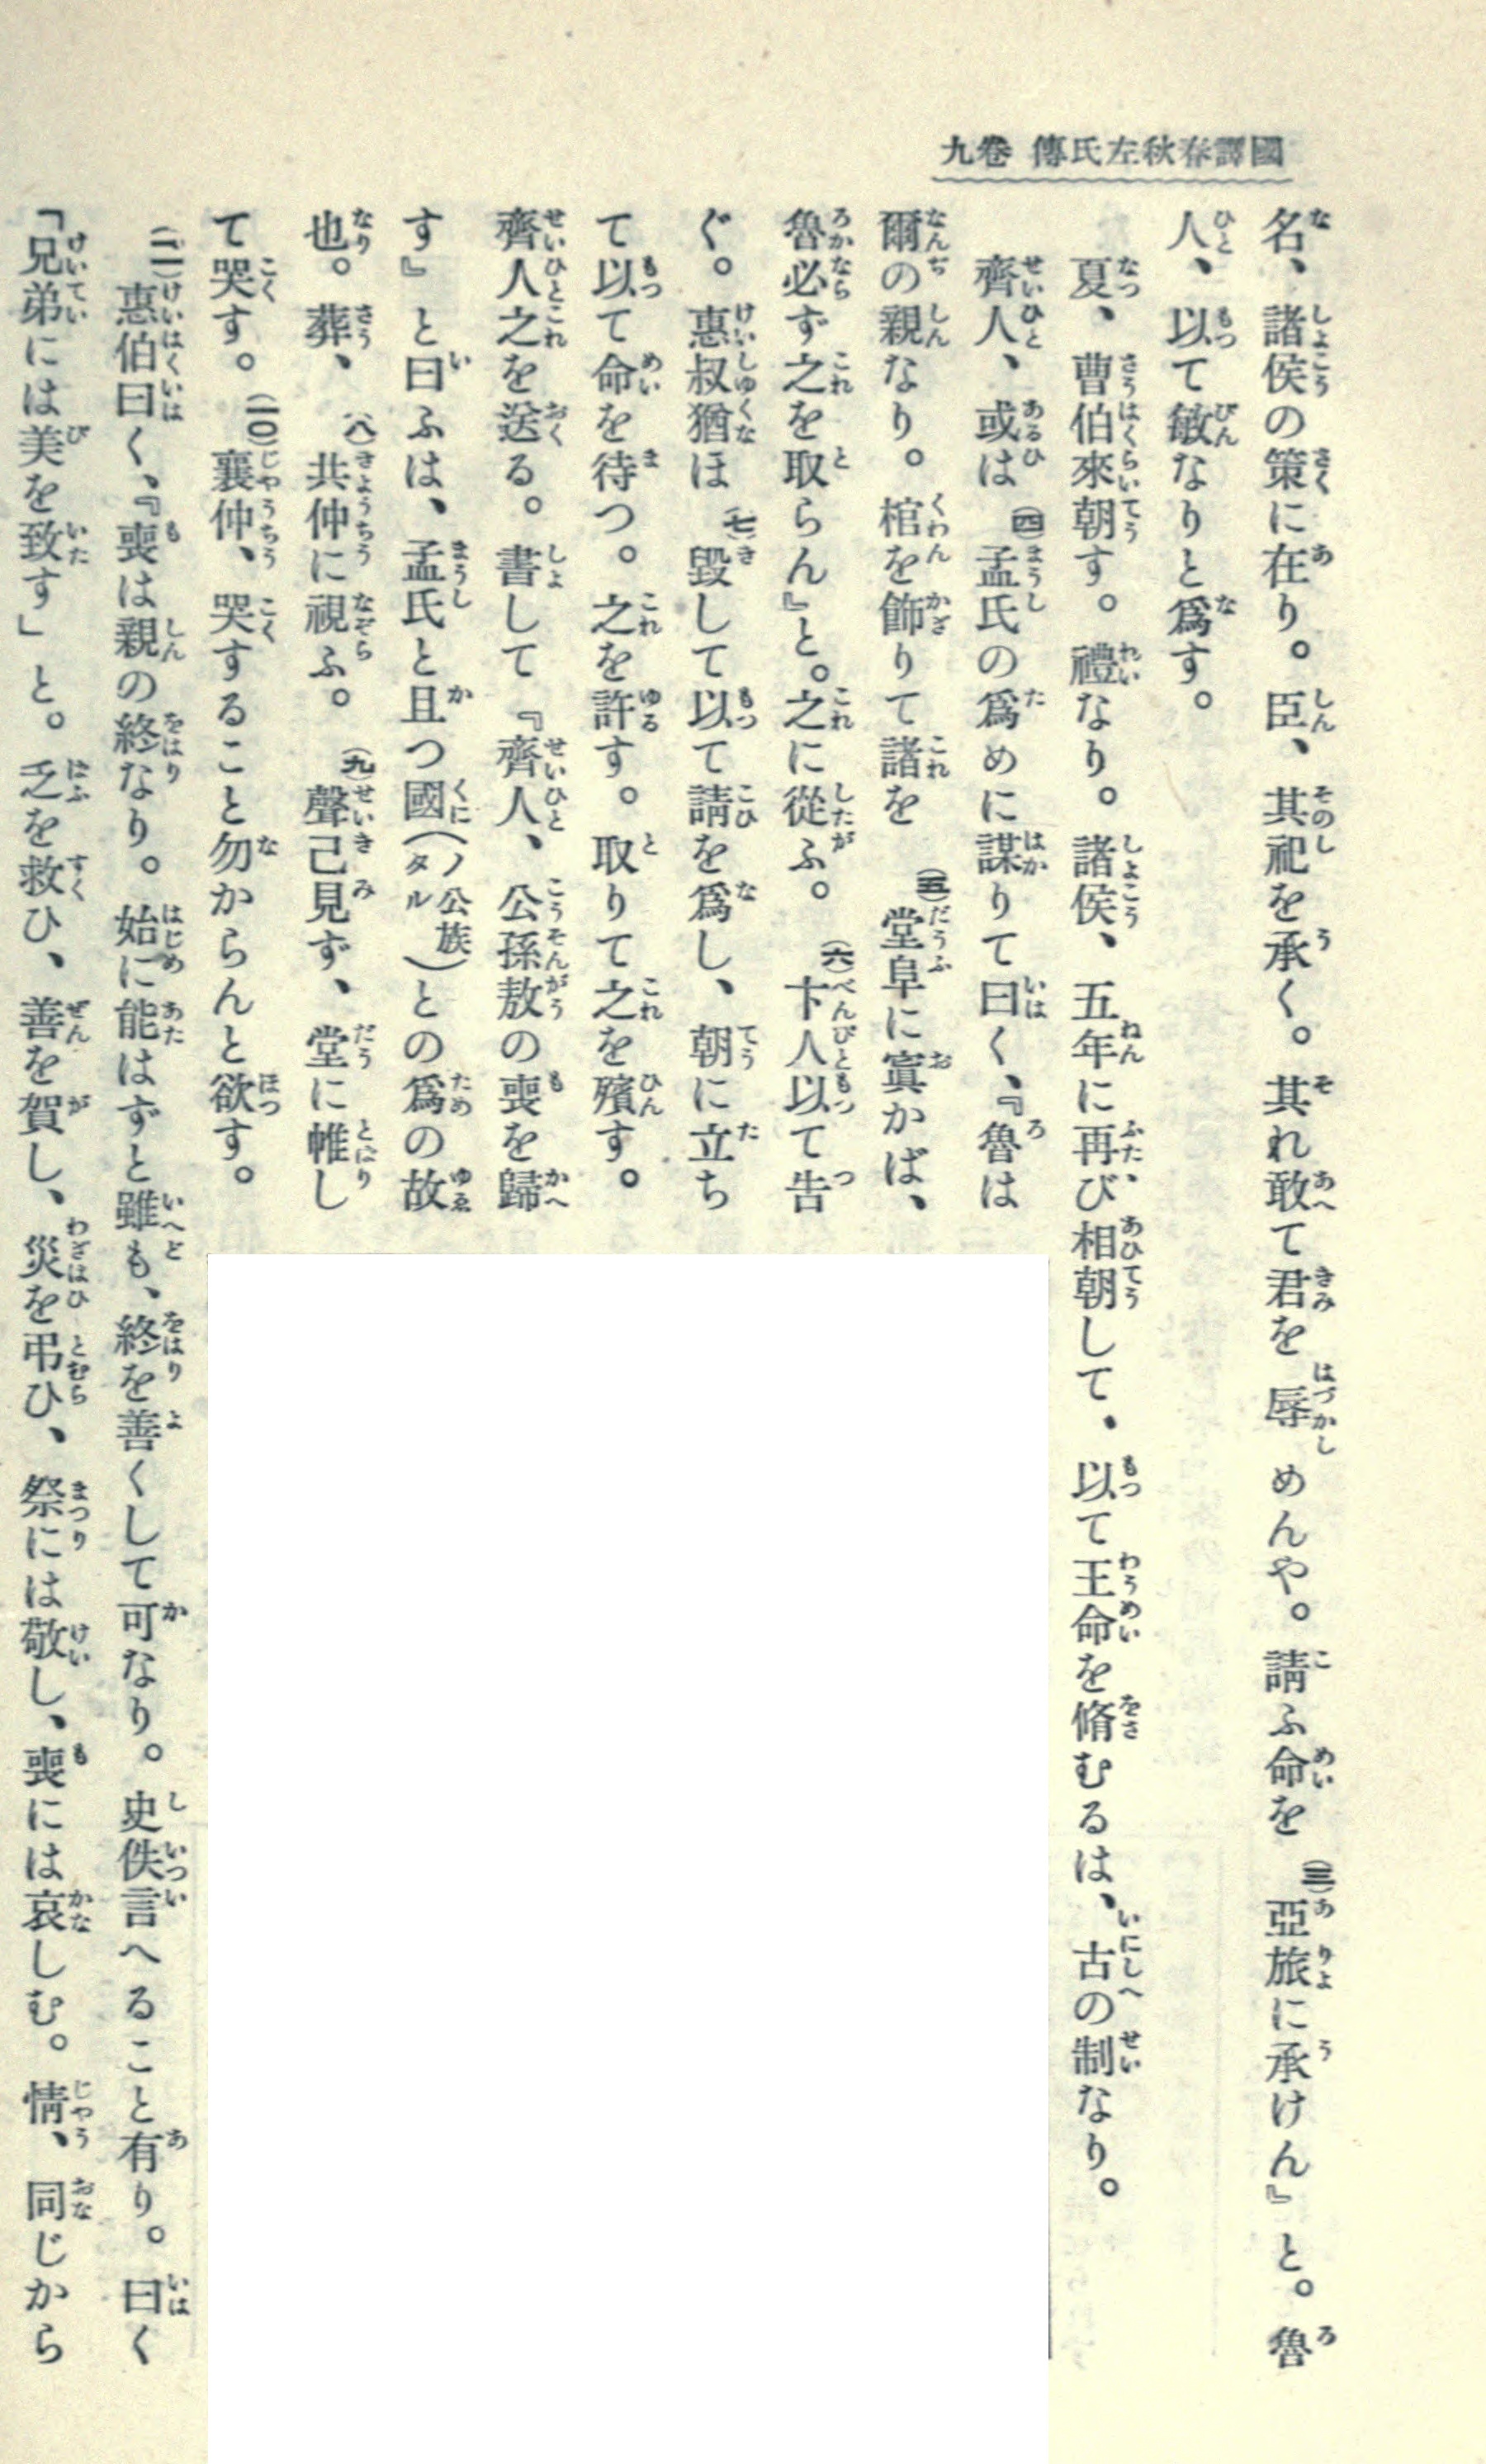 國譯春秋左氏傳 卷九
名、諸侯の策に在り。臣、其祀を承く。其れ敢て君を辱めんや。請ふ命を(三)亞旅に承けん』と。魯
人、以て敏なりと爲す。
夏、曹伯來朝す。禮なり。諸侯、五年に再び相朝して、以て王命を脩むるは、古の制なり。
齊人、或は(四)孟氏の爲めに謀りて曰く、『魯は
爾の親なり。棺を飾りて諸を(五)堂阜に寘かば、
魯必ず之を取らん』と。之に從ふ。(六)卞人以て告
ぐ。惠叔猶ほ(七)毀して以て請を爲し、朝に立ち
て以て命を待つ。之を許す。取りて之を殯す。
齊人之を送る。書して『齊人、公孫敖の喪を歸
す』と曰ふは、孟氏と且つ國(ノ公族タル)との爲の故
也。葬、(八)共仲に視ふ。(九)聲己見ず、堂に帷し
て哭す。(一〇)襄仲、哭すること勿からんと欲す。
(一一)惠伯曰く、『喪は親の終なり。始に能はずと雖も、終を善くして可なり。史佚言へること有り。曰く
「兄弟には美を致す」と。乏を救ひ、善を賀し、災を弔ひ、祭には敬し、喪には哀しむ。情、同じから